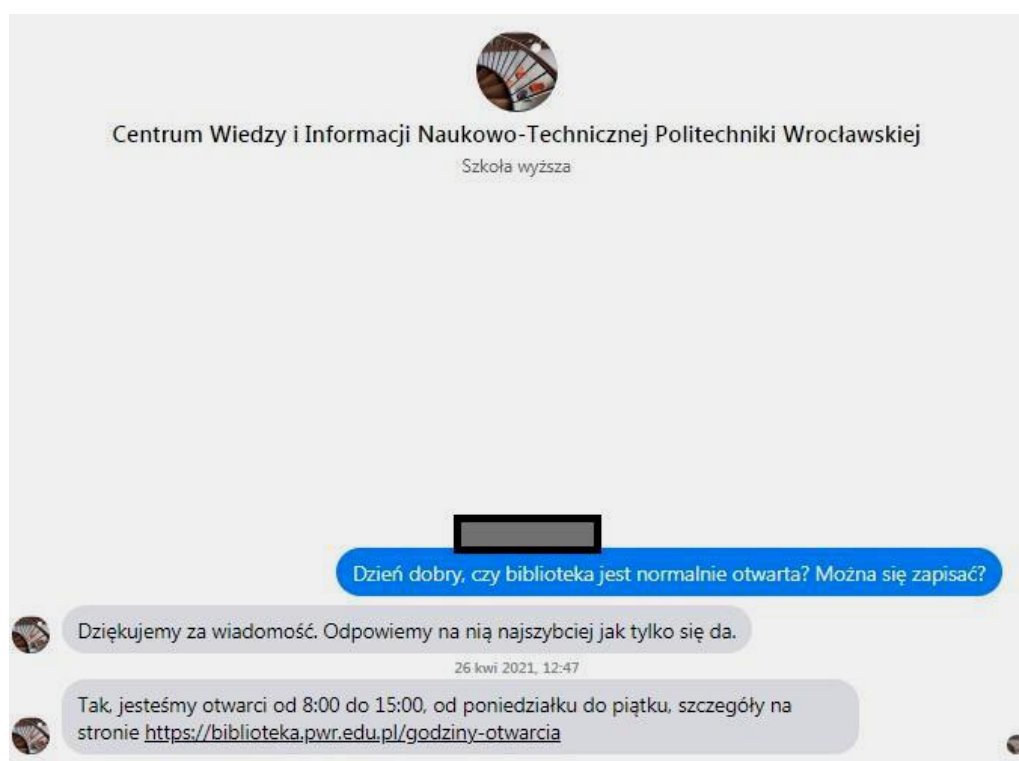 Centrum Wiedzy i Informacji Naukowo-Technicznej Politechniki Wrocławskiej
Szkoła wyższa
Dzień dobry, czy biblioteka jest normalnie otwarta? Można się zapisać?
Dziękujemy za wiadomość. Odpowiemy na nią najszybciej jak tylko się da.
26 kwi 2021, 12:47
Tak, jesteśmy otwarci od 8:00 do 15:00, od poniedziałku do piątku, szczegóły na
stronie https://biblioteka.pwr.edu.pl/godziny-otwarcia